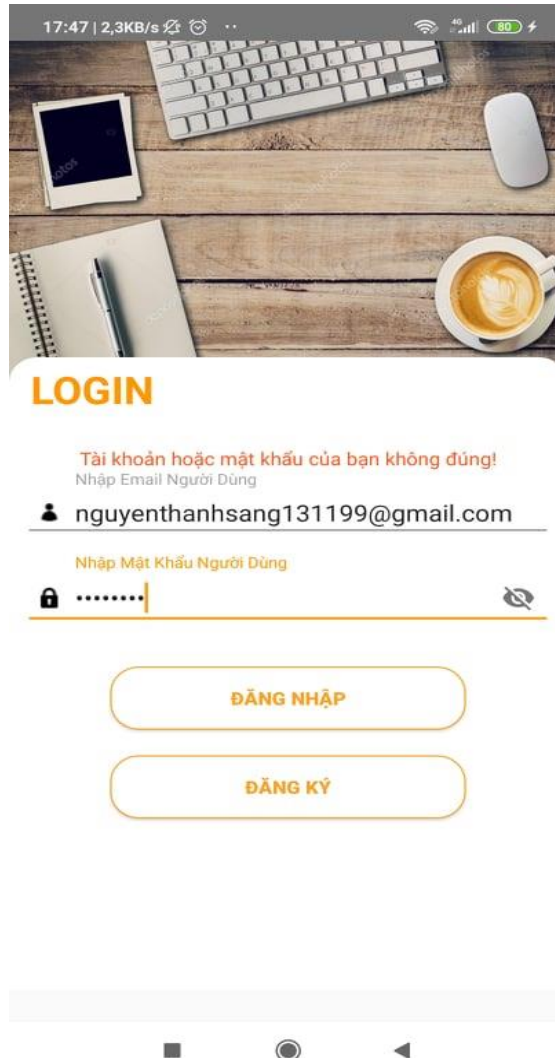 17:47 | 2,3KB/s
4G
80
LOGIN
Tài khoản hoặc mật khẩu của bạn không đúng!
Nhập Email Người Dùng
nguyenthanhsang131199@gmail.com
Nhập Mật Khẩu Người Dùng
••••••••
ĐĂNG NHẬP
ĐĂNG KÝ